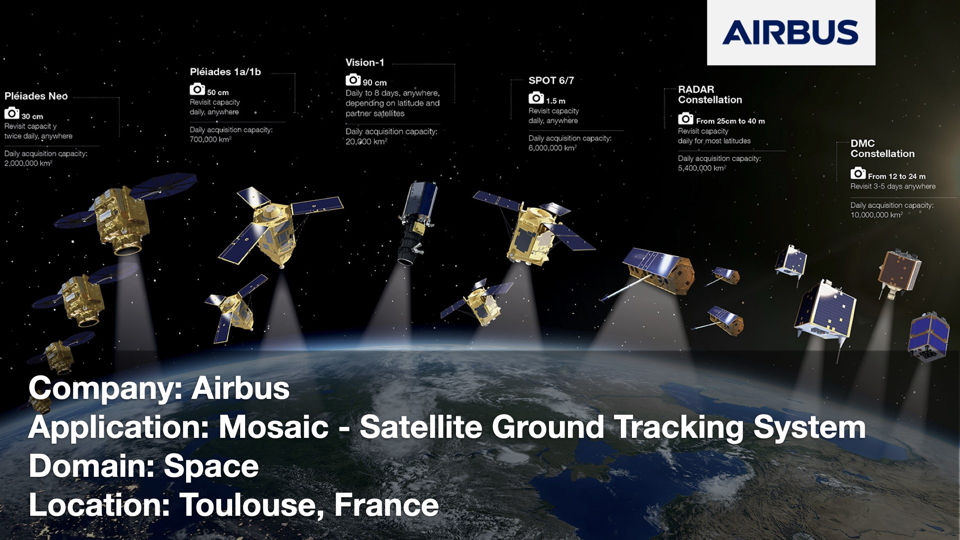 AIRBUS
Pléiades Neo
30 cm
Revisit capacit y
twice daily, anywhere
Daily acquisition capacity:
2,000,000 km²
Pléiades 1a/1b
50 cm
Revisit capacity
daily, anywhere
Daily acquisition capacity:
700,000 km²
Vision-1
90 cm
Daily to 8 days, anywhere,
depending on latitude and
partner satellites
Daily acquisition capacity:
20,000 km²
SPOT 6/7
1.5 m
Revisit capacity
daily, anywhere
Daily acquisition capacity:
6,000,000 km²
RADAR
Constellation
From 25cm to 40 m
Revisit capacity
daily for most latitudes
Daily acquisition capacity:
5,400,000 km²
DMC
Constellation
From 12 to 24 m
Revisit 3-5 days anywhere
Daily acquisition capacity:
10,000,000 km²
Company: Airbus
Application: Mosaic - Satellite Ground Tracking System
Domain: Space
Location: Toulouse, France